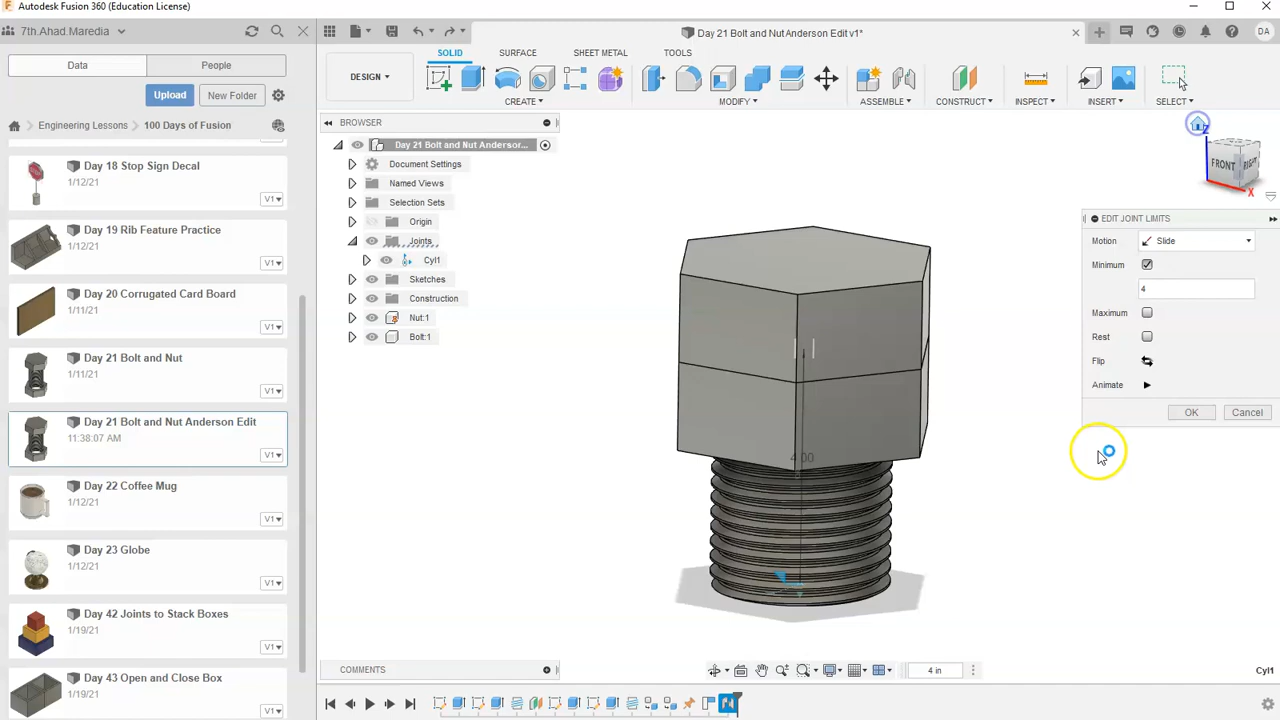 Autodesk Fusion 360 (Education License)
7th.Ahad.Maredia
Day 21 Bolt and Nut Anderson Edit v1*
DA
Data
People
Upload
New Folder
Engineering Lessons
100 Days of Fusion
Day 18 Stop Sign Decal
1/12/21
V1
Day 19 Rib Feature Practice
1/12/21
V1
Day 20 Corrugated Card Board
1/11/21
V1
Day 21 Bolt and Nut
1/11/21
V1
Day 21 Bolt and Nut Anderson Edit
11:38:07 AM
V1
Day 22 Coffee Mug
1/12/21
V1
Day 23 Globe
1/12/21
V1
Day 42 Joints to Stack Boxes
1/19/21
V1
Day 43 Open and Close Box
1/19/21
V1
SOLID
SURFACE
SHEET METAL
TOOLS
DESIGN
CREATE
MODIFY
ASSEMBLE
CONSTRUCT
INSPECT
INSERT
SELECT
BROWSER
Day 21 Bolt and Nut Anderson...
Document Settings
Named Views
Selection Sets
Origin
Joints
Cyl1
Sketches
Construction
Nut:1
Bolt:1
4.00
Z
FRONT
RIGHT
X
EDIT JOINT LIMITS
Motion
Slide
Minimum
4
Maximum
Rest
Flip
Animate
OK
Cancel
COMMENTS
4 in
Cyl1